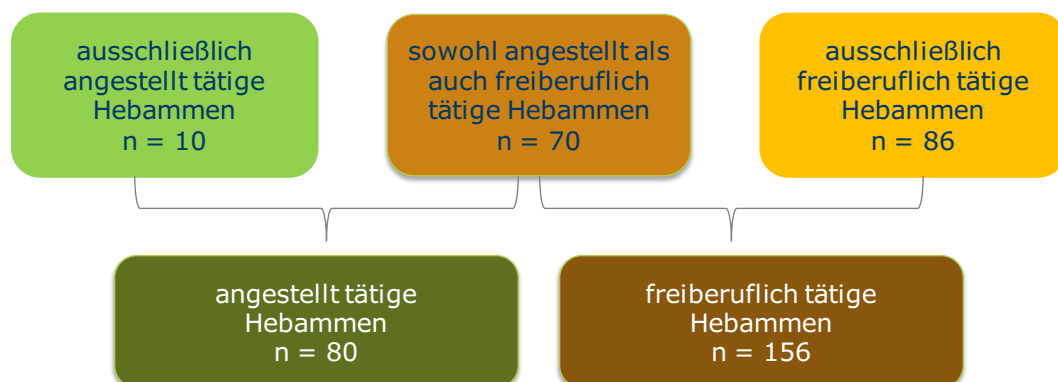 ausschließlich
angestellt tätige
Hebammen
n = 10
sowohl angestellt als
auch freiberuflich
tätige Hebammen
n = 70
ausschließlich
freiberuflich tätige
Hebammen
n = 86
angestellt tätige
Hebammen
n = 80
freiberuflich tätige
Hebammen
n = 156